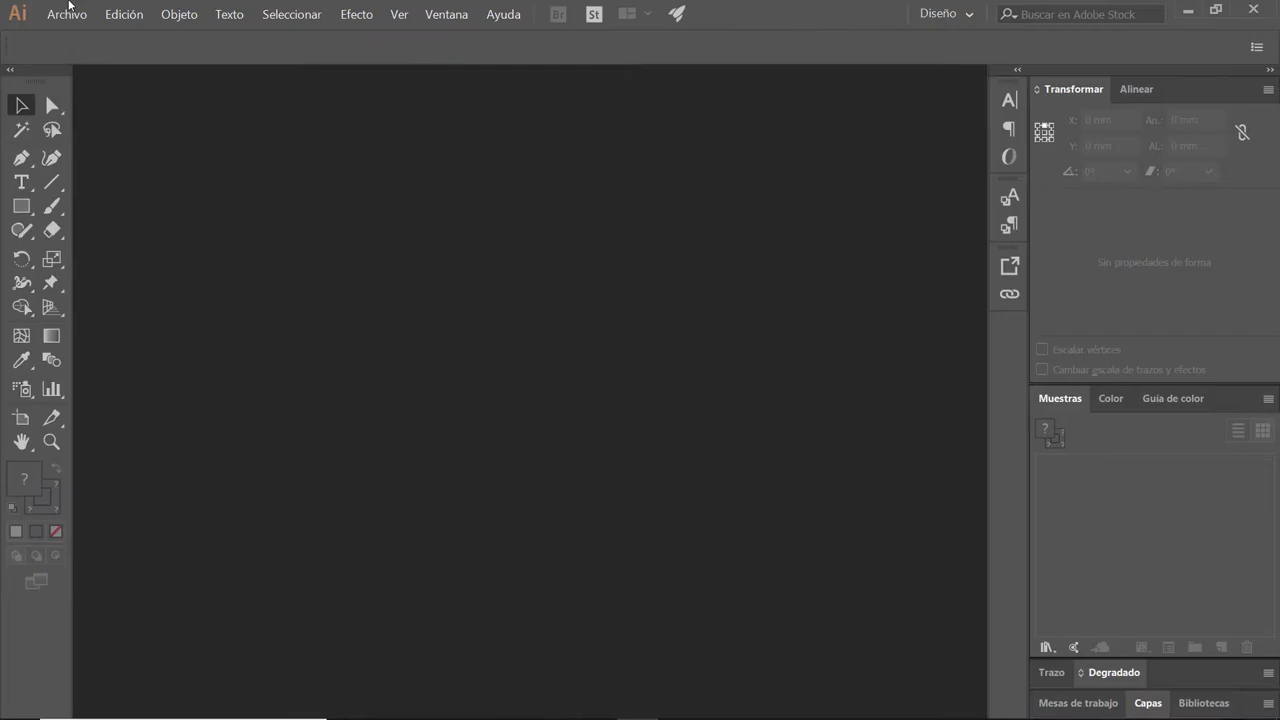 Ai Archivo Edición Objeto Texto Seleccionar Efecto Ver Ventana Ayuda Br St Diseño Buscar en Adobe Stock
Transformar Alinear
X: 0 mm An.: 0 mm
Y: 0 mm AL: 0 mm
0° 0°
Sin propiedades de forma
Escalar vértices
Cambiar escala de trazos y efectos
Muestras Color Guía de color
?
?
Trazo Degradado
Mesas de trabajo Capas Bibliotecas